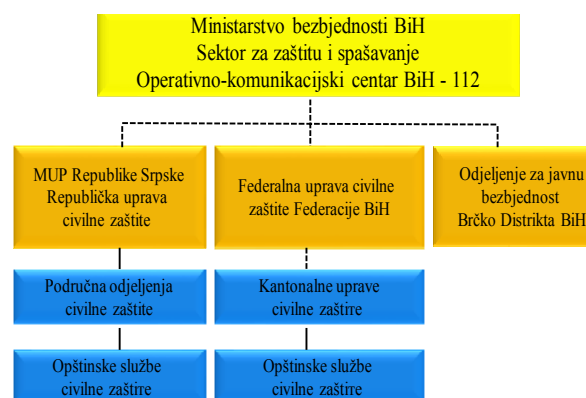 Ministarstvo bezbjednosti BiH
Sektor za zaštitu i spašavanje
Operativno-komunikacijski centar BiH - 112
MUP Republike Srpske
Republička uprava
civilne zaštite
Federalna uprava civilne
zaštite Federacije BiH
Odjeljenje za javnu
bezbjednost
Brčko Distrikta BiH
Područna odjeljenja
civilne zaštite
Kantonalne uprave
civilne zaštire
Opštinske službe
civilne zaštire
Opštinske službe
civilne zaštire